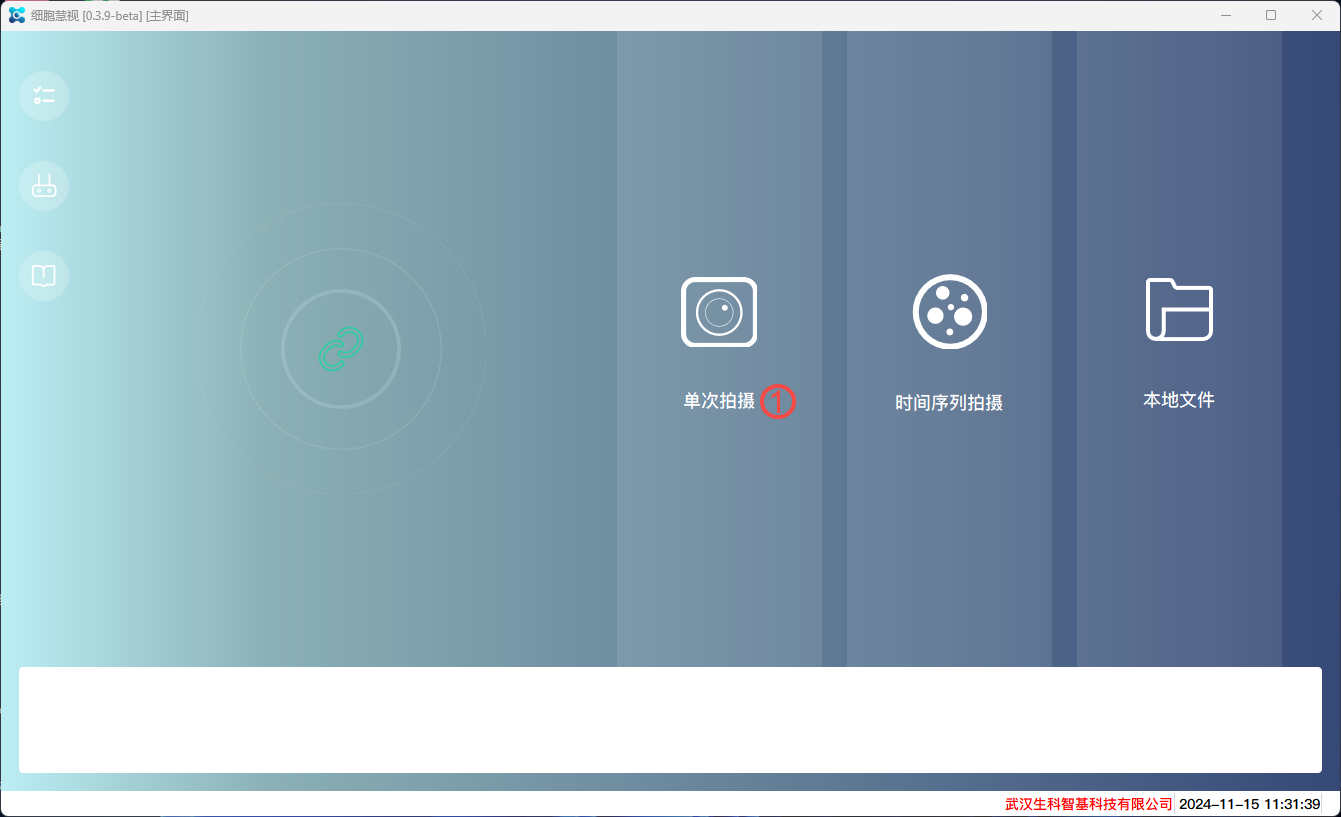 细胞慧视 [0.3.9-beta] [主界面]
单次拍摄 ①
时间序列拍摄
本地文件
武汉生科智基科技有限公司 2024-11-15 11:31:39